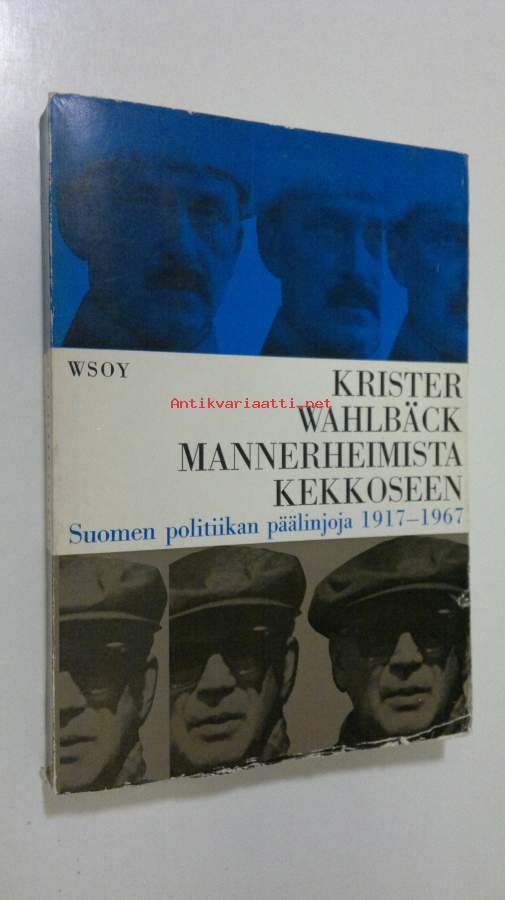 WSOY
KRISTER
Antikvariaatti.net
WAHLBÄCK
MANNERHEIMISTA
KEKKOSEEN
Suomen politiikan päälinjoja 1917–1967